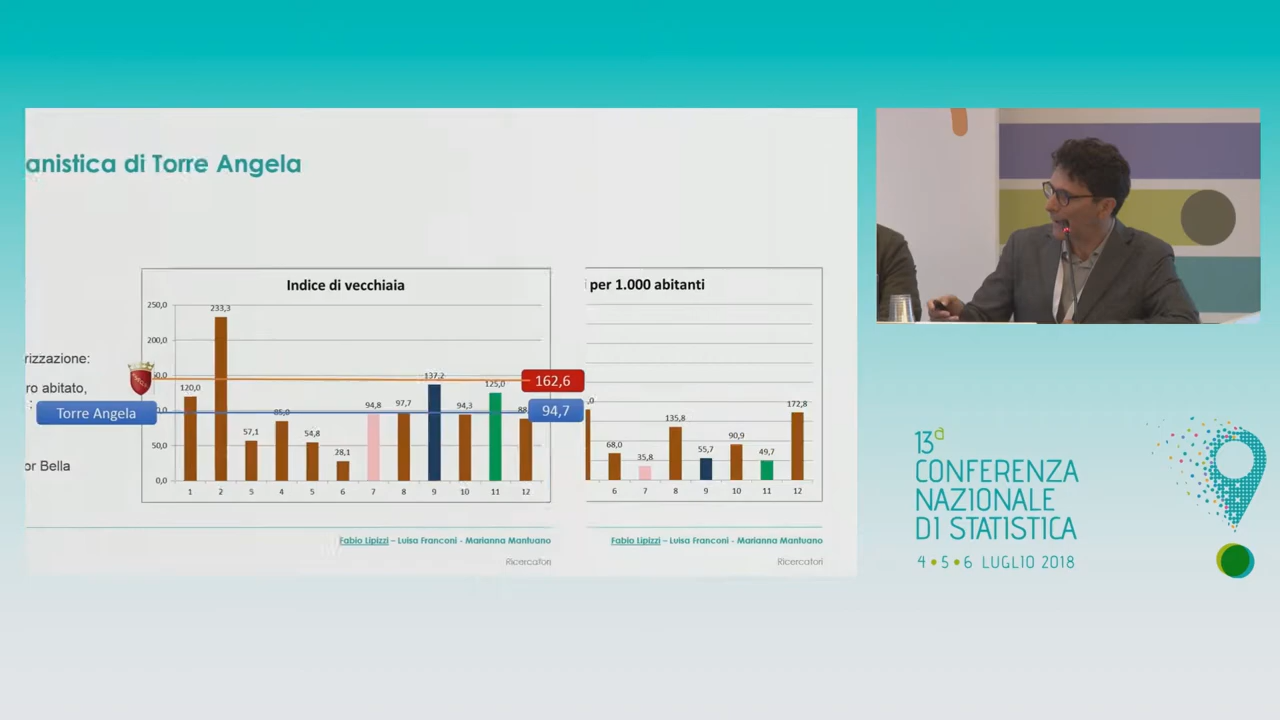 anistica di Torre Angela
Indice di vecchiaia
250,0
200,0
50,0
0,0
233,3
120,0
57,1
85,0
54,8
28,1
94,8
97,7
137,2
94,3
125,0
88
1 2 5 4 5 6 7 8 9 10 11 12
162,6
94,7
Torre Angela
rizzazione:
ro abitato,
or Bella
i per 1.000 abitanti
,0
68,0
35,8
135,8
55,7
90,9
49,7
172,8
6 7 8 9 10 11 12
Fabio Lipizzi – Luisa Franconi - Marianna Mantuano
Ricercatori
Fabio Lipizzi – Luisa Franconi - Marianna Mantuano
Ricercatori
13ª
CONFERENZA
NAZIONALE
DI STATISTICA
4 • 5 • 6 LUGLIO 2018